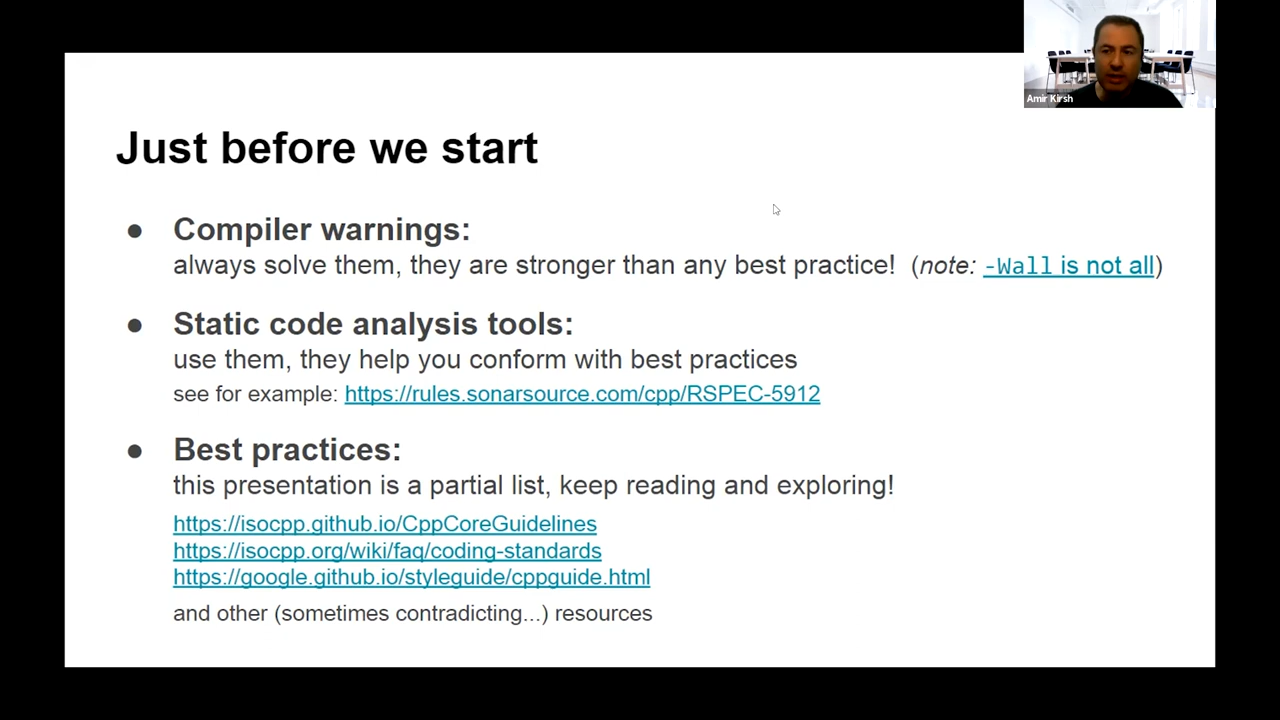 Amir Kirsh
Just before we start
● Compiler warnings:
always solve them, they are stronger than any best practice! (note: -Wall is not all)
● Static code analysis tools:
use them, they help you conform with best practices
see for example: https://rules.sonarsource.com/cpp/RSPEC-5912
● Best practices:
this presentation is a partial list, keep reading and exploring!
https://isocpp.github.io/CppCoreGuidelines
https://isocpp.org/wiki/faq/coding-standards
https://google.github.io/styleguide/cppguide.html
and other (sometimes contradicting...) resources